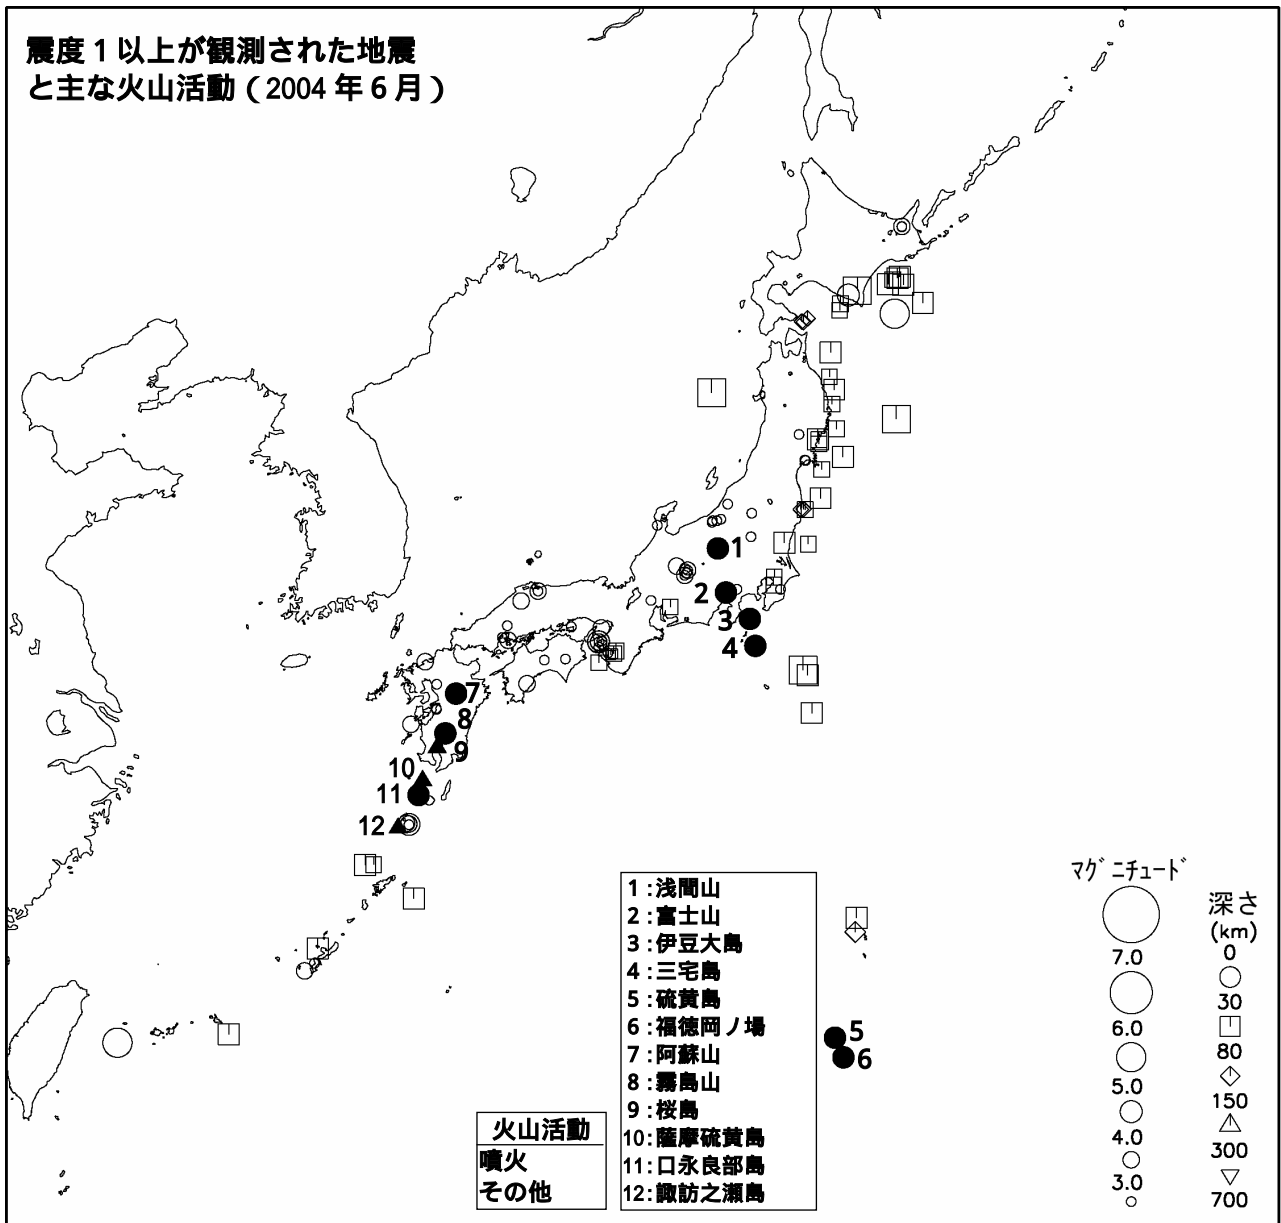 震度１以上が観測された地震
と主な火山活動（2004 年６月）
1
2
3
4
7
8
9
10
11
12
5
6
1 :浅間山
2 :富士山
3 :伊豆大島
4 :三宅島
5 :硫黄島
6 :福徳岡ノ場
7 :阿蘇山
8 :霧島山
9 :桜島
10:薩摩硫黄島
11:口永良部島
12:諏訪之瀬島
火山活動
噴火
その他
ﾏｸﾞﾆﾁｭｰﾄﾞ
7.0
6.0
5.0
4.0
3.0
深さ
(km)
0
30
80
150
300
700